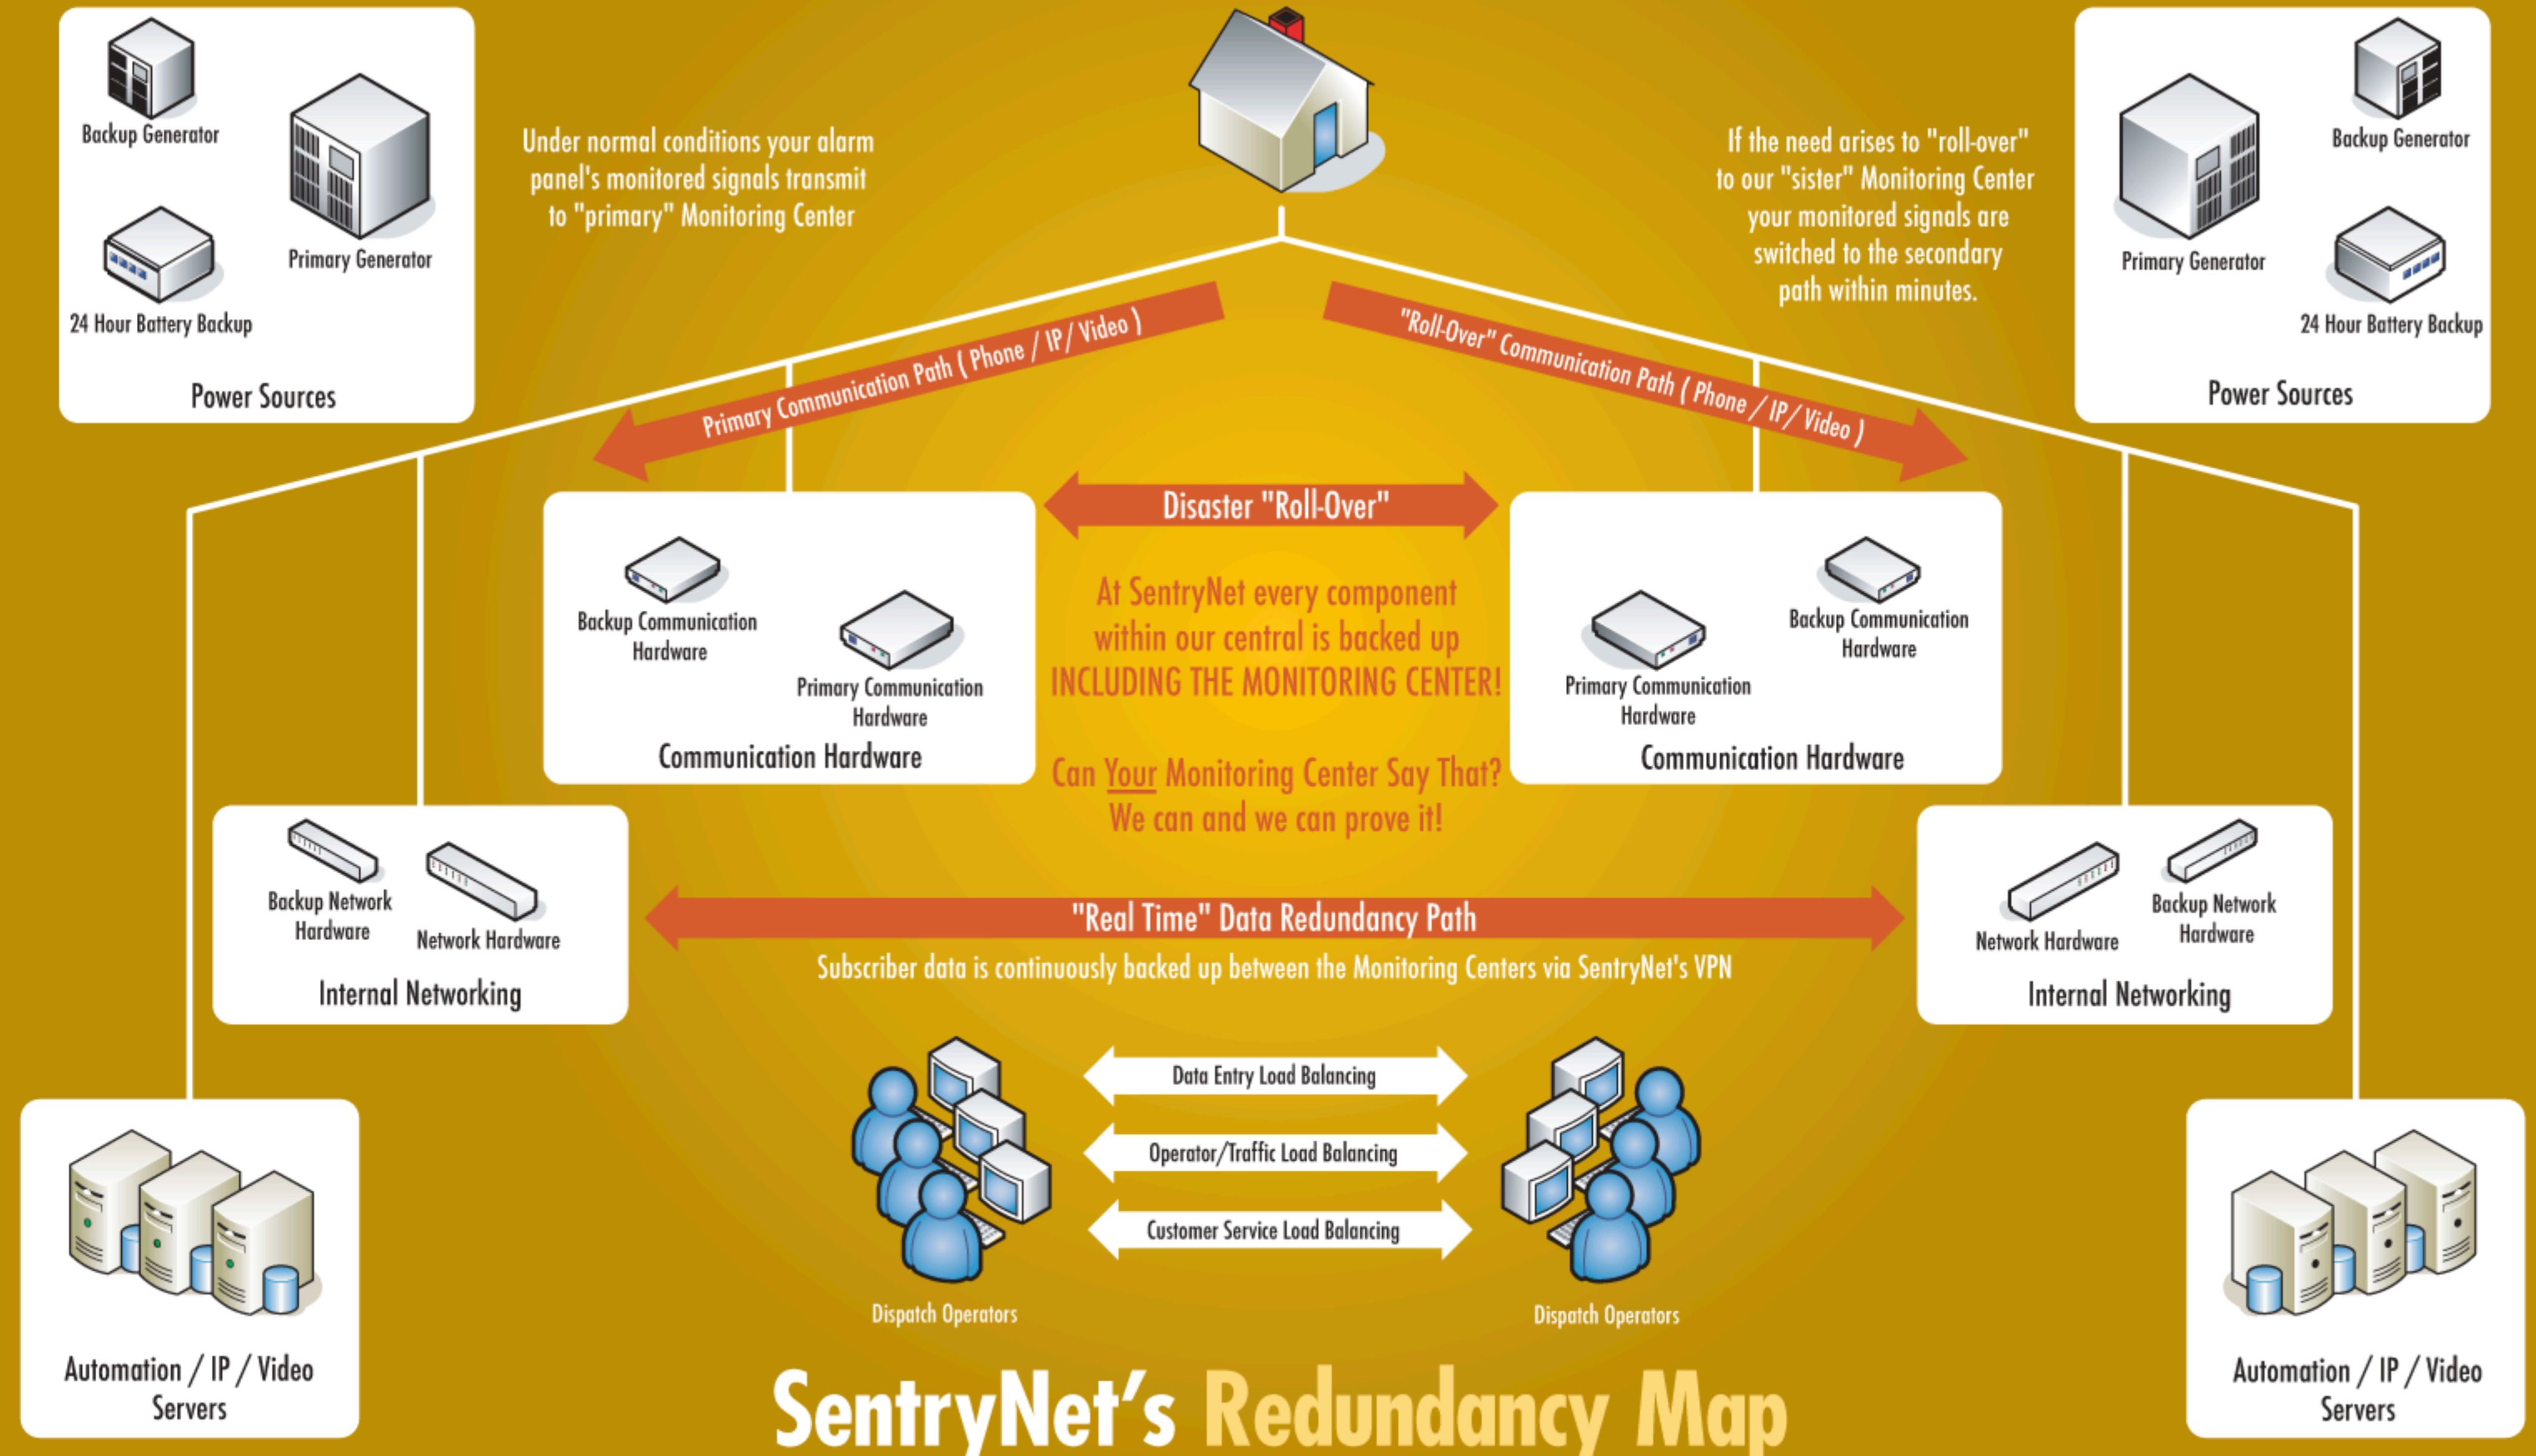 Backup Generator
Primary Generator
24 Hour Battery Backup
Power Sources
Under normal conditions your alarm
panel's monitored signals transmit
to "primary" Monitoring Center
If the need arises to "roll-over"
to our "sister" Monitoring Center
your monitored signals are
switched to the secondary
path within minutes.
Backup Generator
Primary Generator
24 Hour Battery Backup
Power Sources
Primary Communication Path ( Phone / IP/ Video )
"Roll-Over" Communication Path ( Phone / IP/ Video )
Disaster "Roll-Over"
Backup Communication
Hardware
Primary Communication
Hardware
Communication Hardware
At SentryNet every component
within our central is backed up
INCLUDING THE MONITORING CENTER!
Can Your Monitoring Center Say That?
We can and we can prove it!
Backup Communication
Hardware
Primary Communication
Hardware
Communication Hardware
Backup Network
Hardware
Network Hardware
Internal Networking
"Real Time" Data Redundancy Path
Subscriber data is continuously backed up between the Monitoring Centers via SentryNet's VPN
Backup Network
Hardware
Network Hardware
Internal Networking
Data Entry Load Balancing
Operator/Traffic Load Balancing
Customer Service Load Balancing
Dispatch Operators
Dispatch Operators
Automation / IP / Video
Servers
Automation / IP / Video
Servers
SentryNet's Redundancy Map